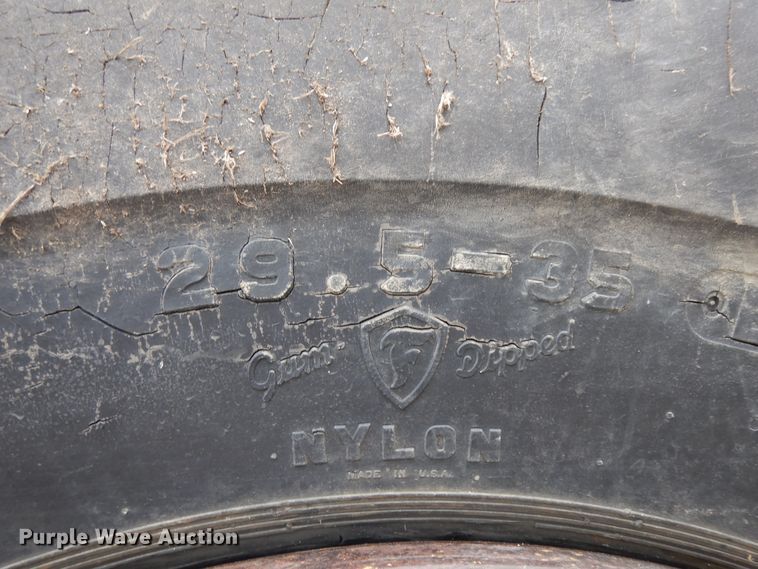 29.5-35
Gum-Dipped
NYLON
MADE IN U.S.A.
Purple Wave Auction®